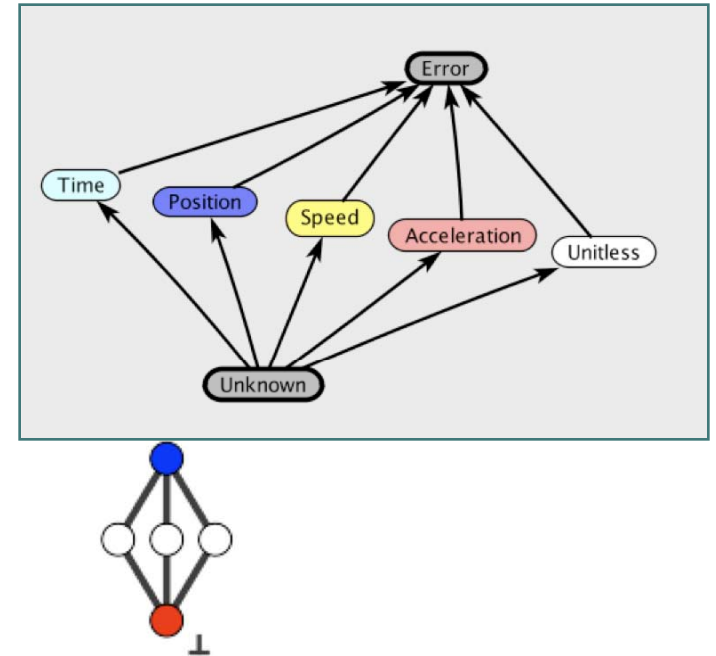 Error
Time
Position
Speed
Acceleration
Unitless
Unknown
⊥